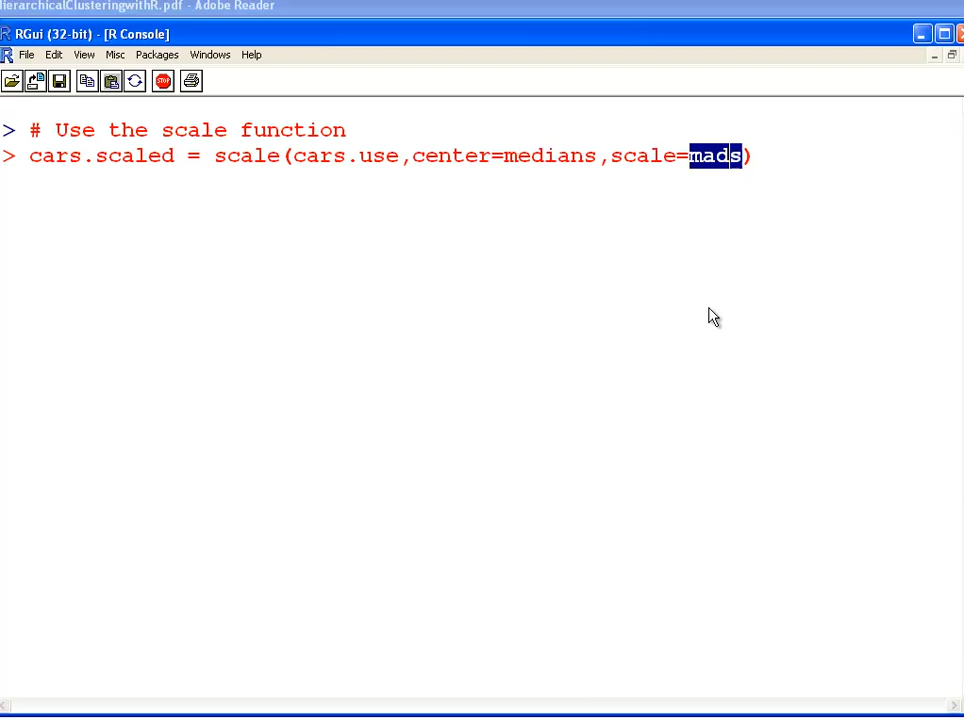 ierarchicalClusteringwithR.pdf - Adobe Reader
RGui (32-bit) - [R Console]
File Edit View Misc Packages Windows Help
STOP
> # Use the scale function
> cars.scaled = scale(cars.use,center=medians,scale=mads)